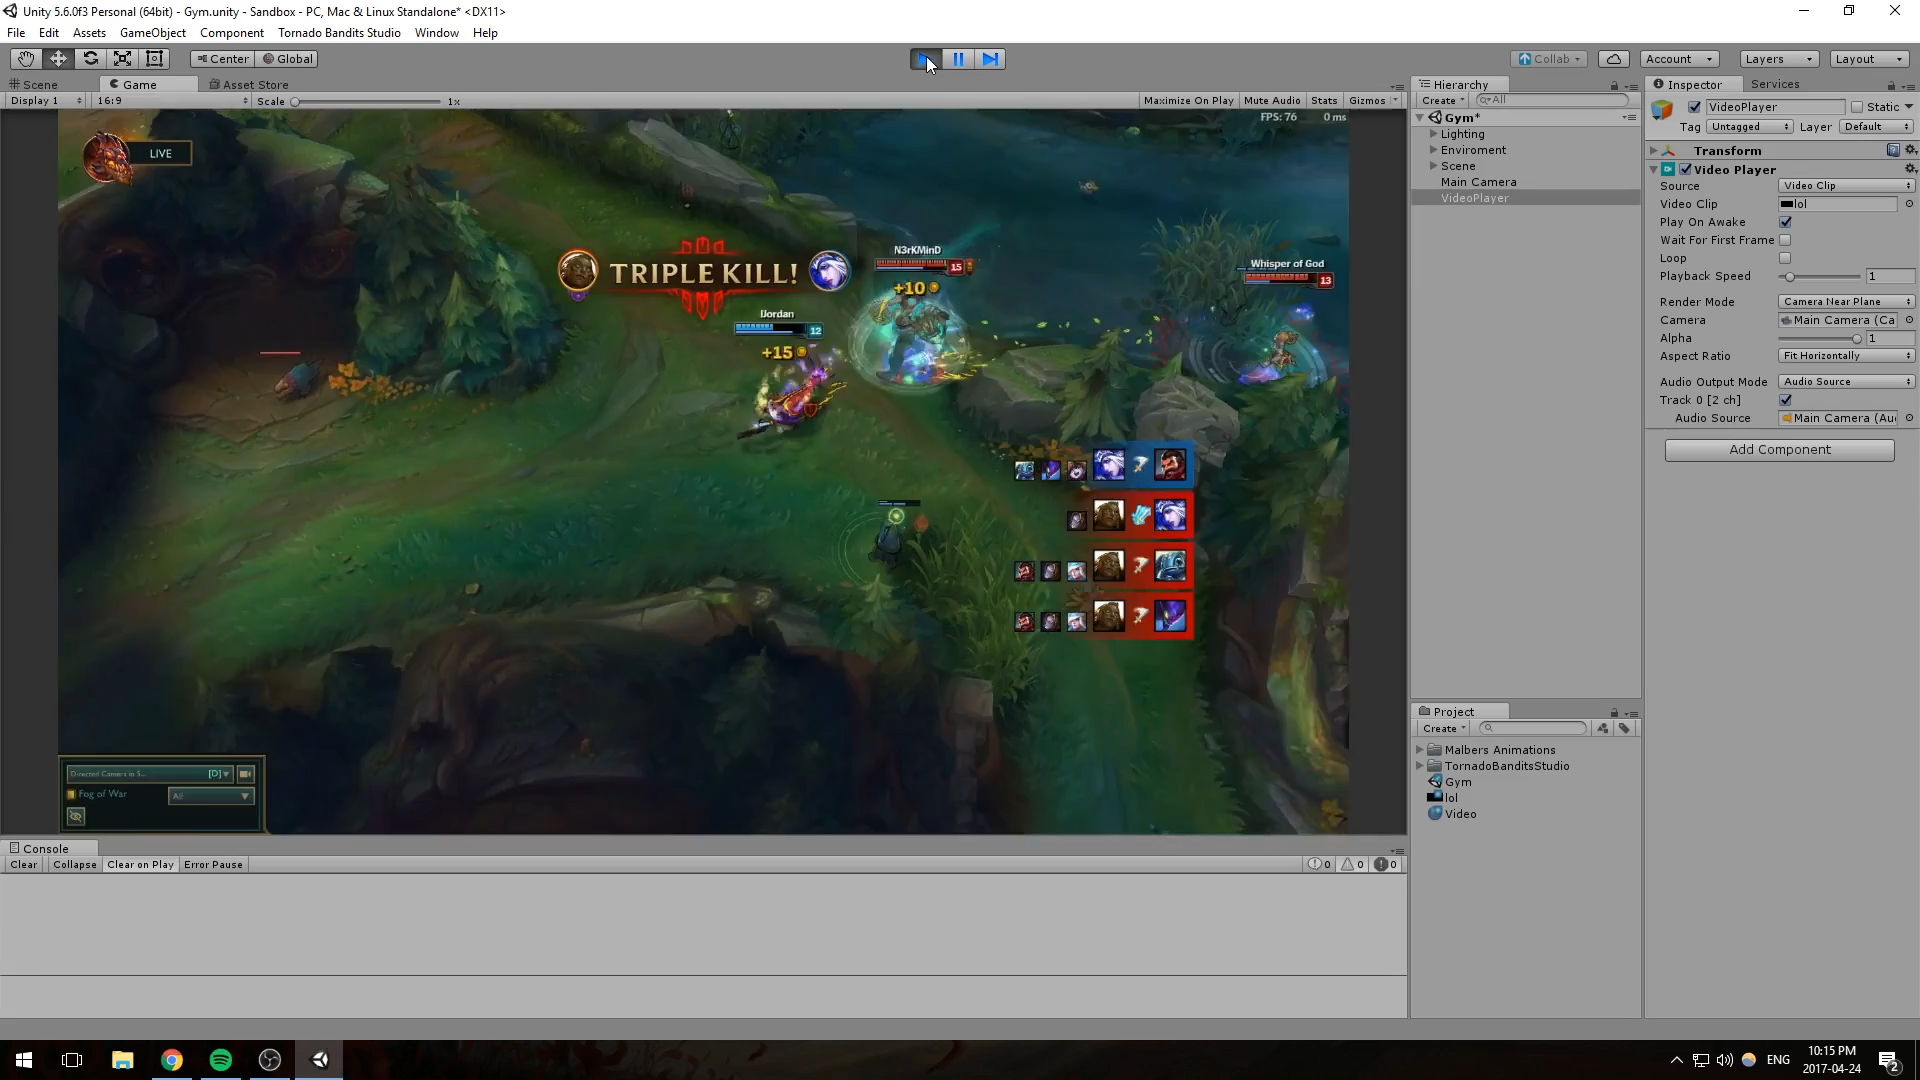 Unity 5.6.0f3 Personal (64bit) - Gym.unity - Sandbox - PC, Mac & Linux Standalone* <DX11>
File Edit Assets GameObject Component Tornado Bandits Studio Window Help
Center Global Collab Account Layers Layout
Scene Game Asset Store
Display 1 16:9 Scale 1x Maximize On Play Mute Audio Stats Gizmos
FPS: 76 0 ms
LIVE
N3rKMinD
15
+10
Whisper of God
13
TRIPLE KILL!
IJordan
12
+15
Directed Camera in S... [D]
Fog of War All
Hierarchy
Create All
Gym*
Lighting
Enviroment
Scene
Main Camera
VideoPlayer
Inspector Services
VideoPlayer Static
Tag Untagged Layer Default
Transform
Video Player
Source Video Clip
Video Clip lol
Play On Awake
Wait For First Frame
Loop
Playback Speed 1
Render Mode Camera Near Plane
Camera Main Camera (Ca
Alpha 1
Aspect Ratio Fit Horizontally
Audio Output Mode Audio Source
Track 0 [2 ch]
Audio Source Main Camera (Au
Add Component
Project
Create
Malbers Animations
TornadoBanditsStudio
Gym
lol
Video
Console
Clear Collapse Clear on Play Error Pause 0 0 0
ENG 10:15 PM
2017-04-24
2